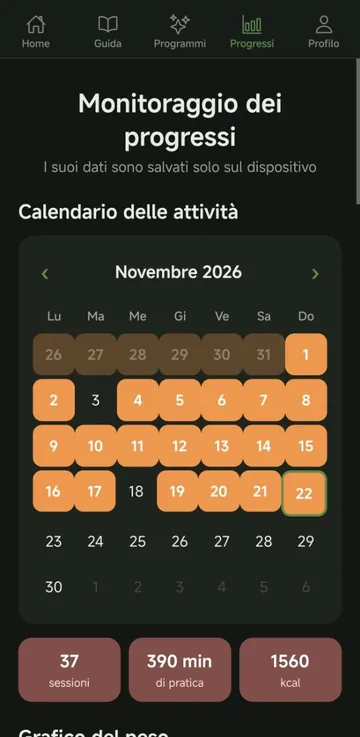 Home Guida Programmi Progressi Profilo
Monitoraggio dei
progressi
I suoi dati sono salvati solo sul dispositivo
Calendario delle attività
‹ Novembre 2026 ›
Lu Ma Me Gi Ve Sa Do
26 27 28 29 30 31 1
2 3 4 5 6 7 8
9 10 11 12 13 14 15
16 17 18 19 20 21 22
23 24 25 26 27 28 29
30 1 2 3 4 5 6
37 390 min 1560
sessioni di pratica kcal
Grafico del peso